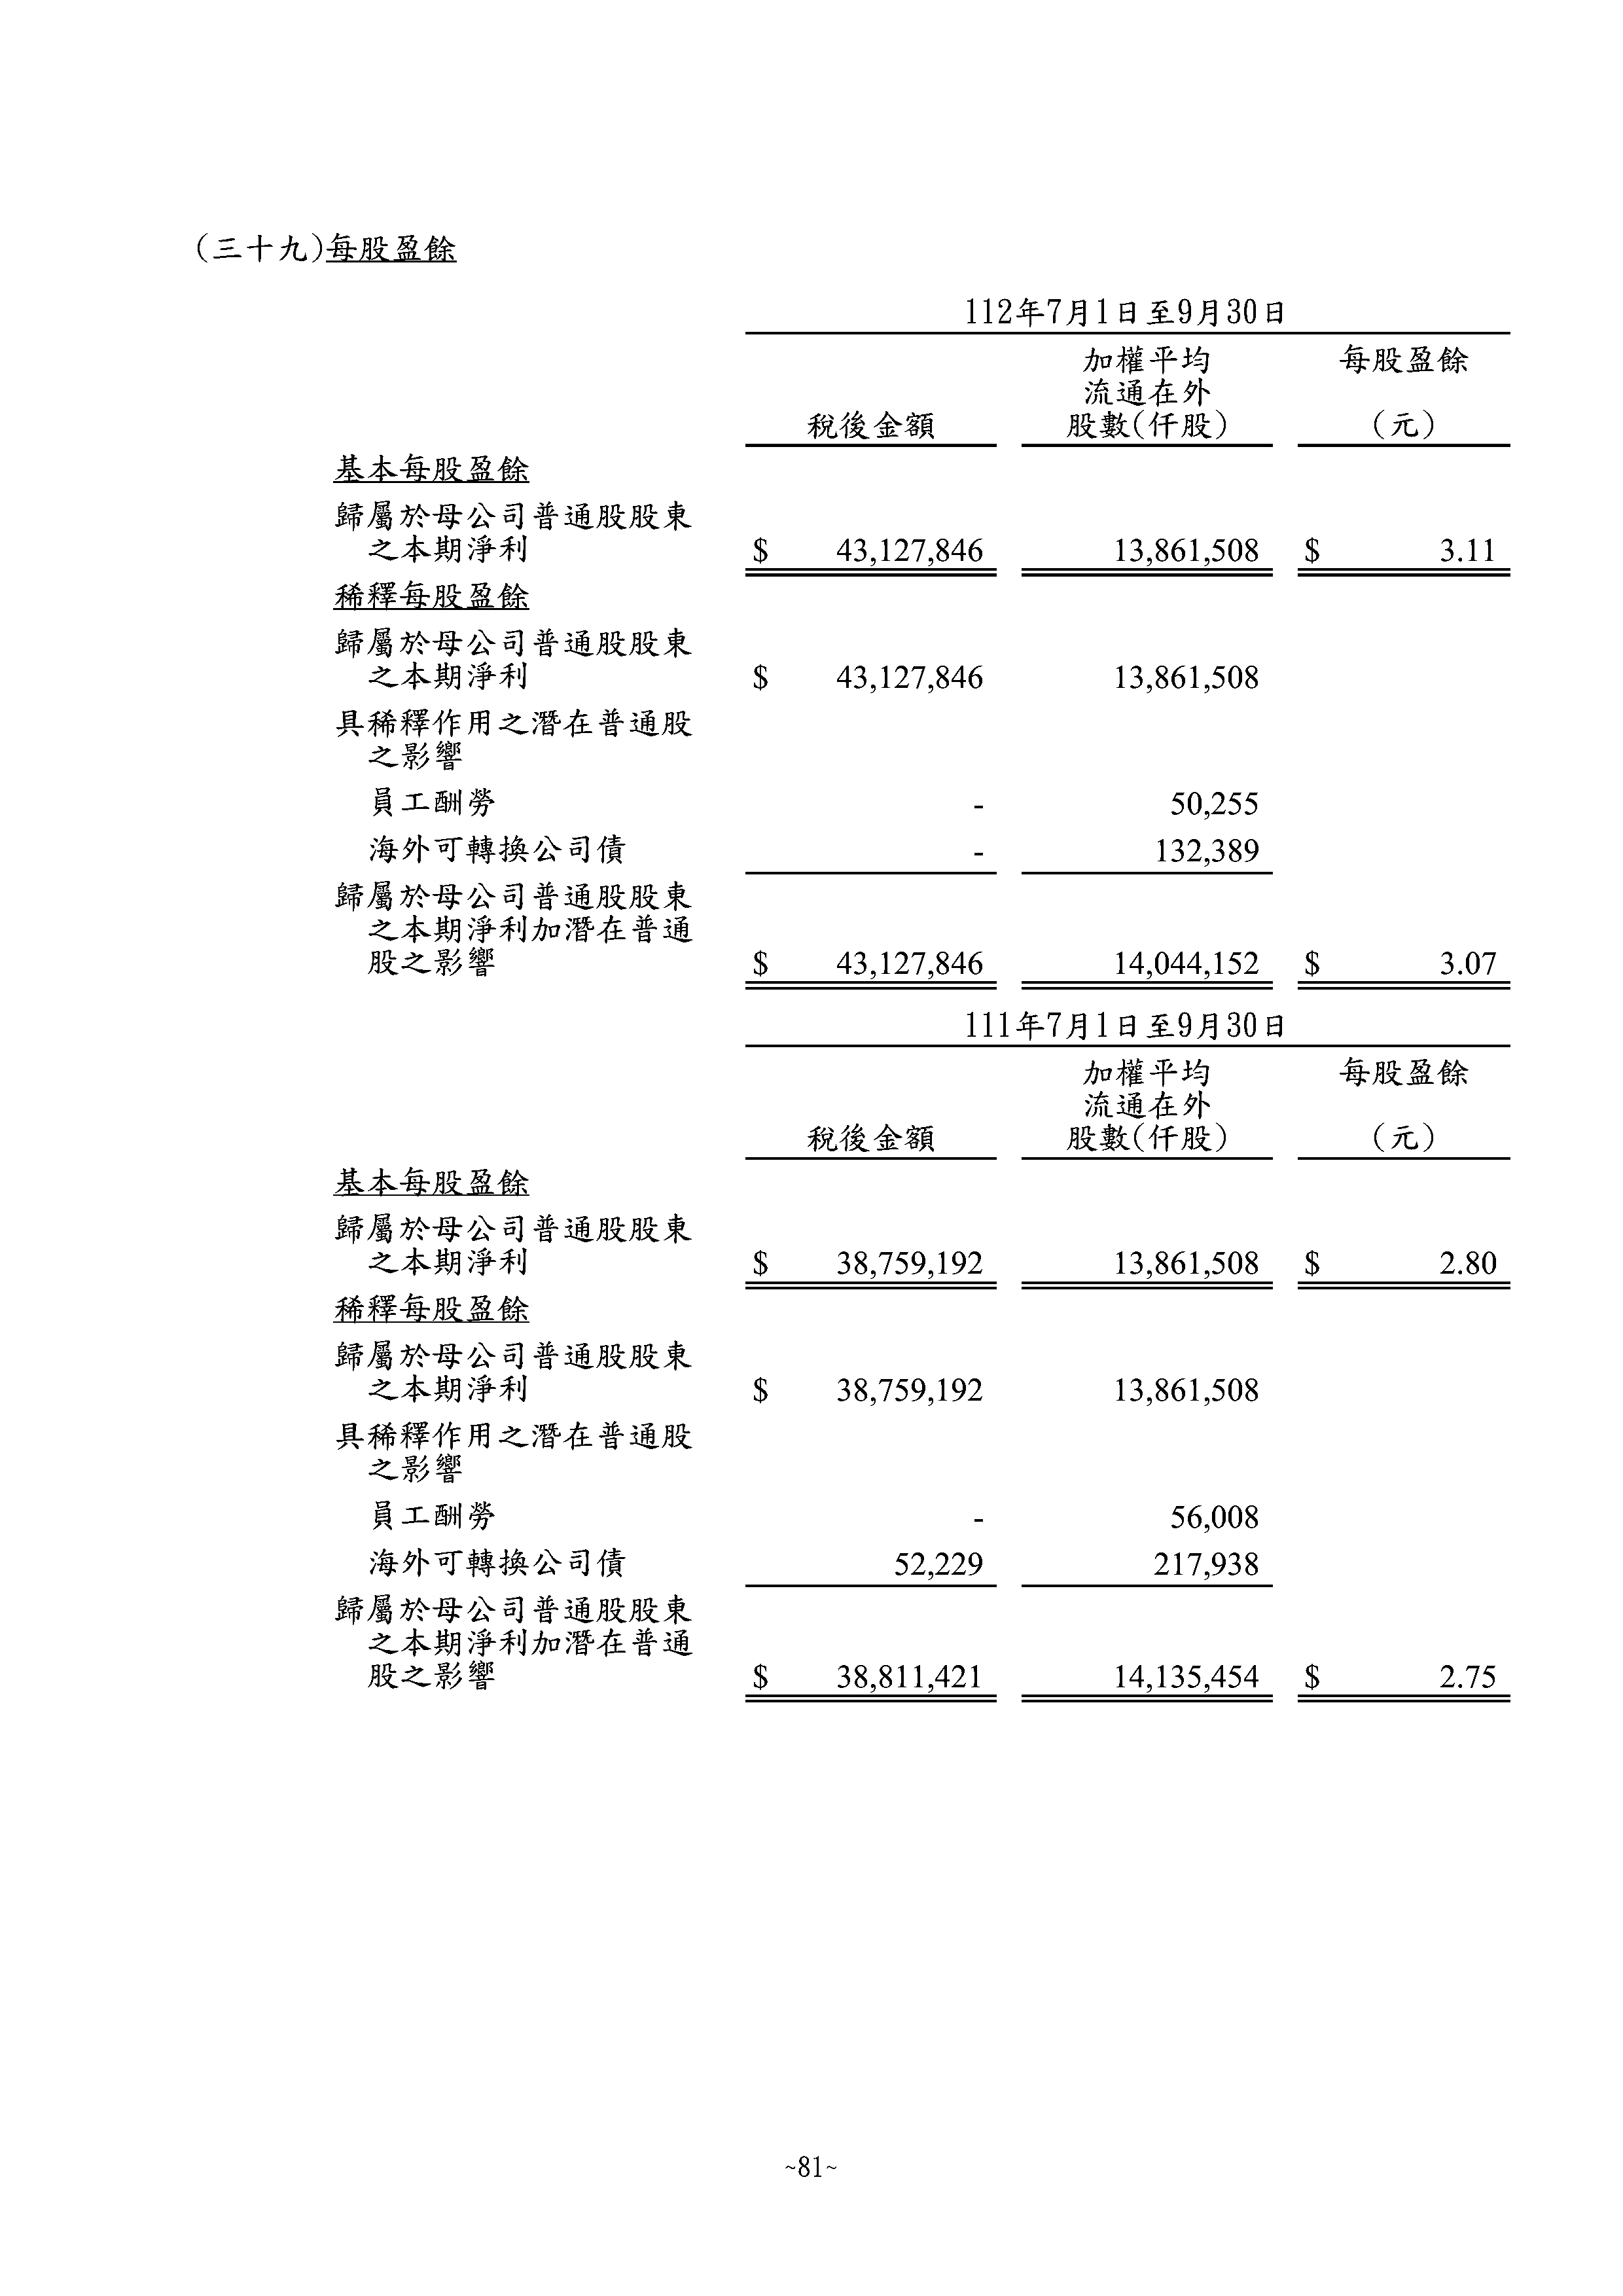 (三十九)每股盈餘
112年7月1日至9月30日
加權平均 每股盈餘
流通在外
稅後金額 股數(仟股) (元)
基本每股盈餘
歸屬於母公司普通股股東
之本期淨利 $ 43,127,846 13,861,508 $ 3.11
稀釋每股盈餘
歸屬於母公司普通股股東
之本期淨利 $ 43,127,846 13,861,508
具稀釋作用之潛在普通股
之影響
員工酬勞 - 50,255
海外可轉換公司債 - 132,389
歸屬於母公司普通股股東
之本期淨利加潛在普通
股之影響 $ 43,127,846 14,044,152 $ 3.07
111年7月1日至9月30日
加權平均 每股盈餘
流通在外
稅後金額 股數(仟股) (元)
基本每股盈餘
歸屬於母公司普通股股東
之本期淨利 $ 38,759,192 13,861,508 $ 2.80
稀釋每股盈餘
歸屬於母公司普通股股東
之本期淨利 $ 38,759,192 13,861,508
具稀釋作用之潛在普通股
之影響
員工酬勞 - 56,008
海外可轉換公司債 52,229 217,938
歸屬於母公司普通股股東
之本期淨利加潛在普通
股之影響 $ 38,811,421 14,135,454 $ 2.75
~81~